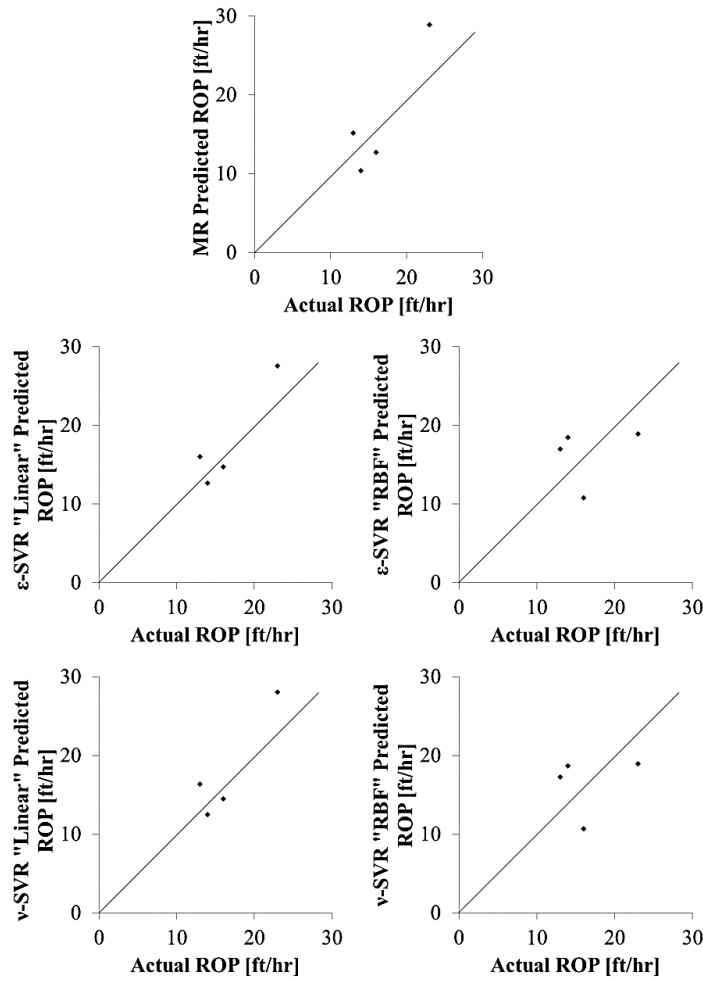 MR Predicted ROP [ft/hr]
30
20
10
0
0 10 20 30
Actual ROP [ft/hr]
ε-SVR "Linear" Predicted
ROP [ft/hr]
30
20
10
0
0 10 20 30
Actual ROP [ft/hr]
ε-SVR "RBF" Predicted
ROP [ft/hr]
30
20
10
0
0 10 20 30
Actual ROP [ft/hr]
ν-SVR "Linear" Predicted
ROP [ft/hr]
30
20
10
0
0 10 20 30
Actual ROP [ft/hr]
ν-SVR "RBF" Predicted
ROP [ft/hr]
30
20
10
0
0 10 20 30
Actual ROP [ft/hr]